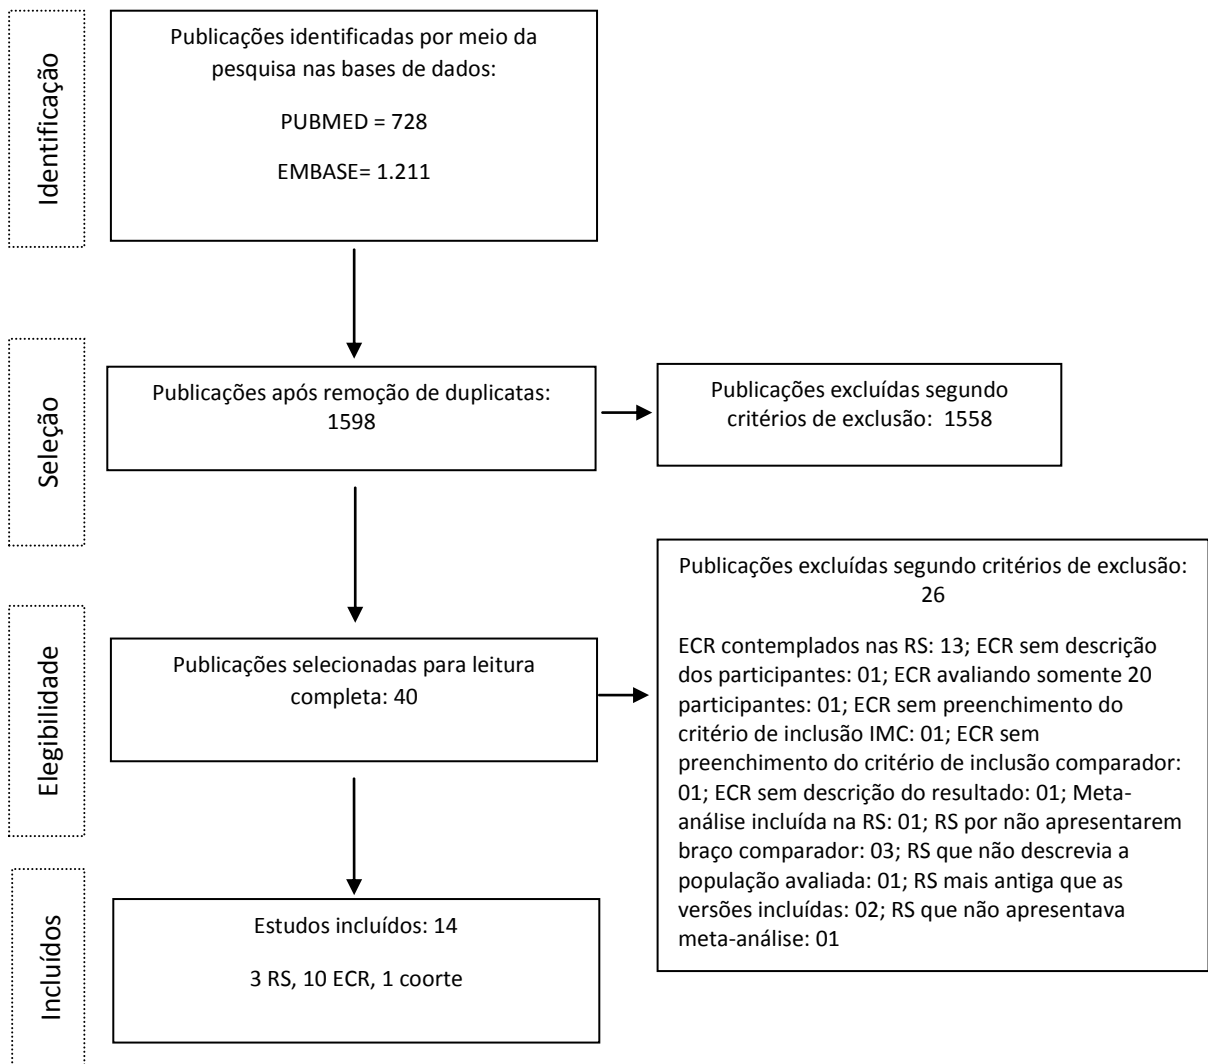 Identificação
Publicações identificadas por meio da
pesquisa nas bases de dados:
PUBMED = 728
EMBASE= 1.211
Seleção
Publicações após remoção de duplicatas:
1598
Publicações excluídas segundo
critérios de exclusão: 1558
Elegibilidade
Publicações selecionadas para leitura
completa: 40
Publicações excluídas segundo critérios de exclusão:
26
ECR contemplados nas RS: 13; ECR sem descrição
dos participantes: 01; ECR avaliando somente 20
participantes: 01; ECR sem preenchimento do
critério de inclusão IMC: 01; ECR sem
preenchimento do critério de inclusão comparador:
01; ECR sem descrição do resultado: 01; Meta-
análise incluída na RS: 01; RS por não apresentarem
braço comparador: 03; RS que não descrevia a
população avaliada: 01; RS mais antiga que as
versões incluídas: 02; RS que não apresentava
meta-análise: 01
Incluídos
Estudos incluídos: 14
3 RS, 10 ECR, 1 coorte